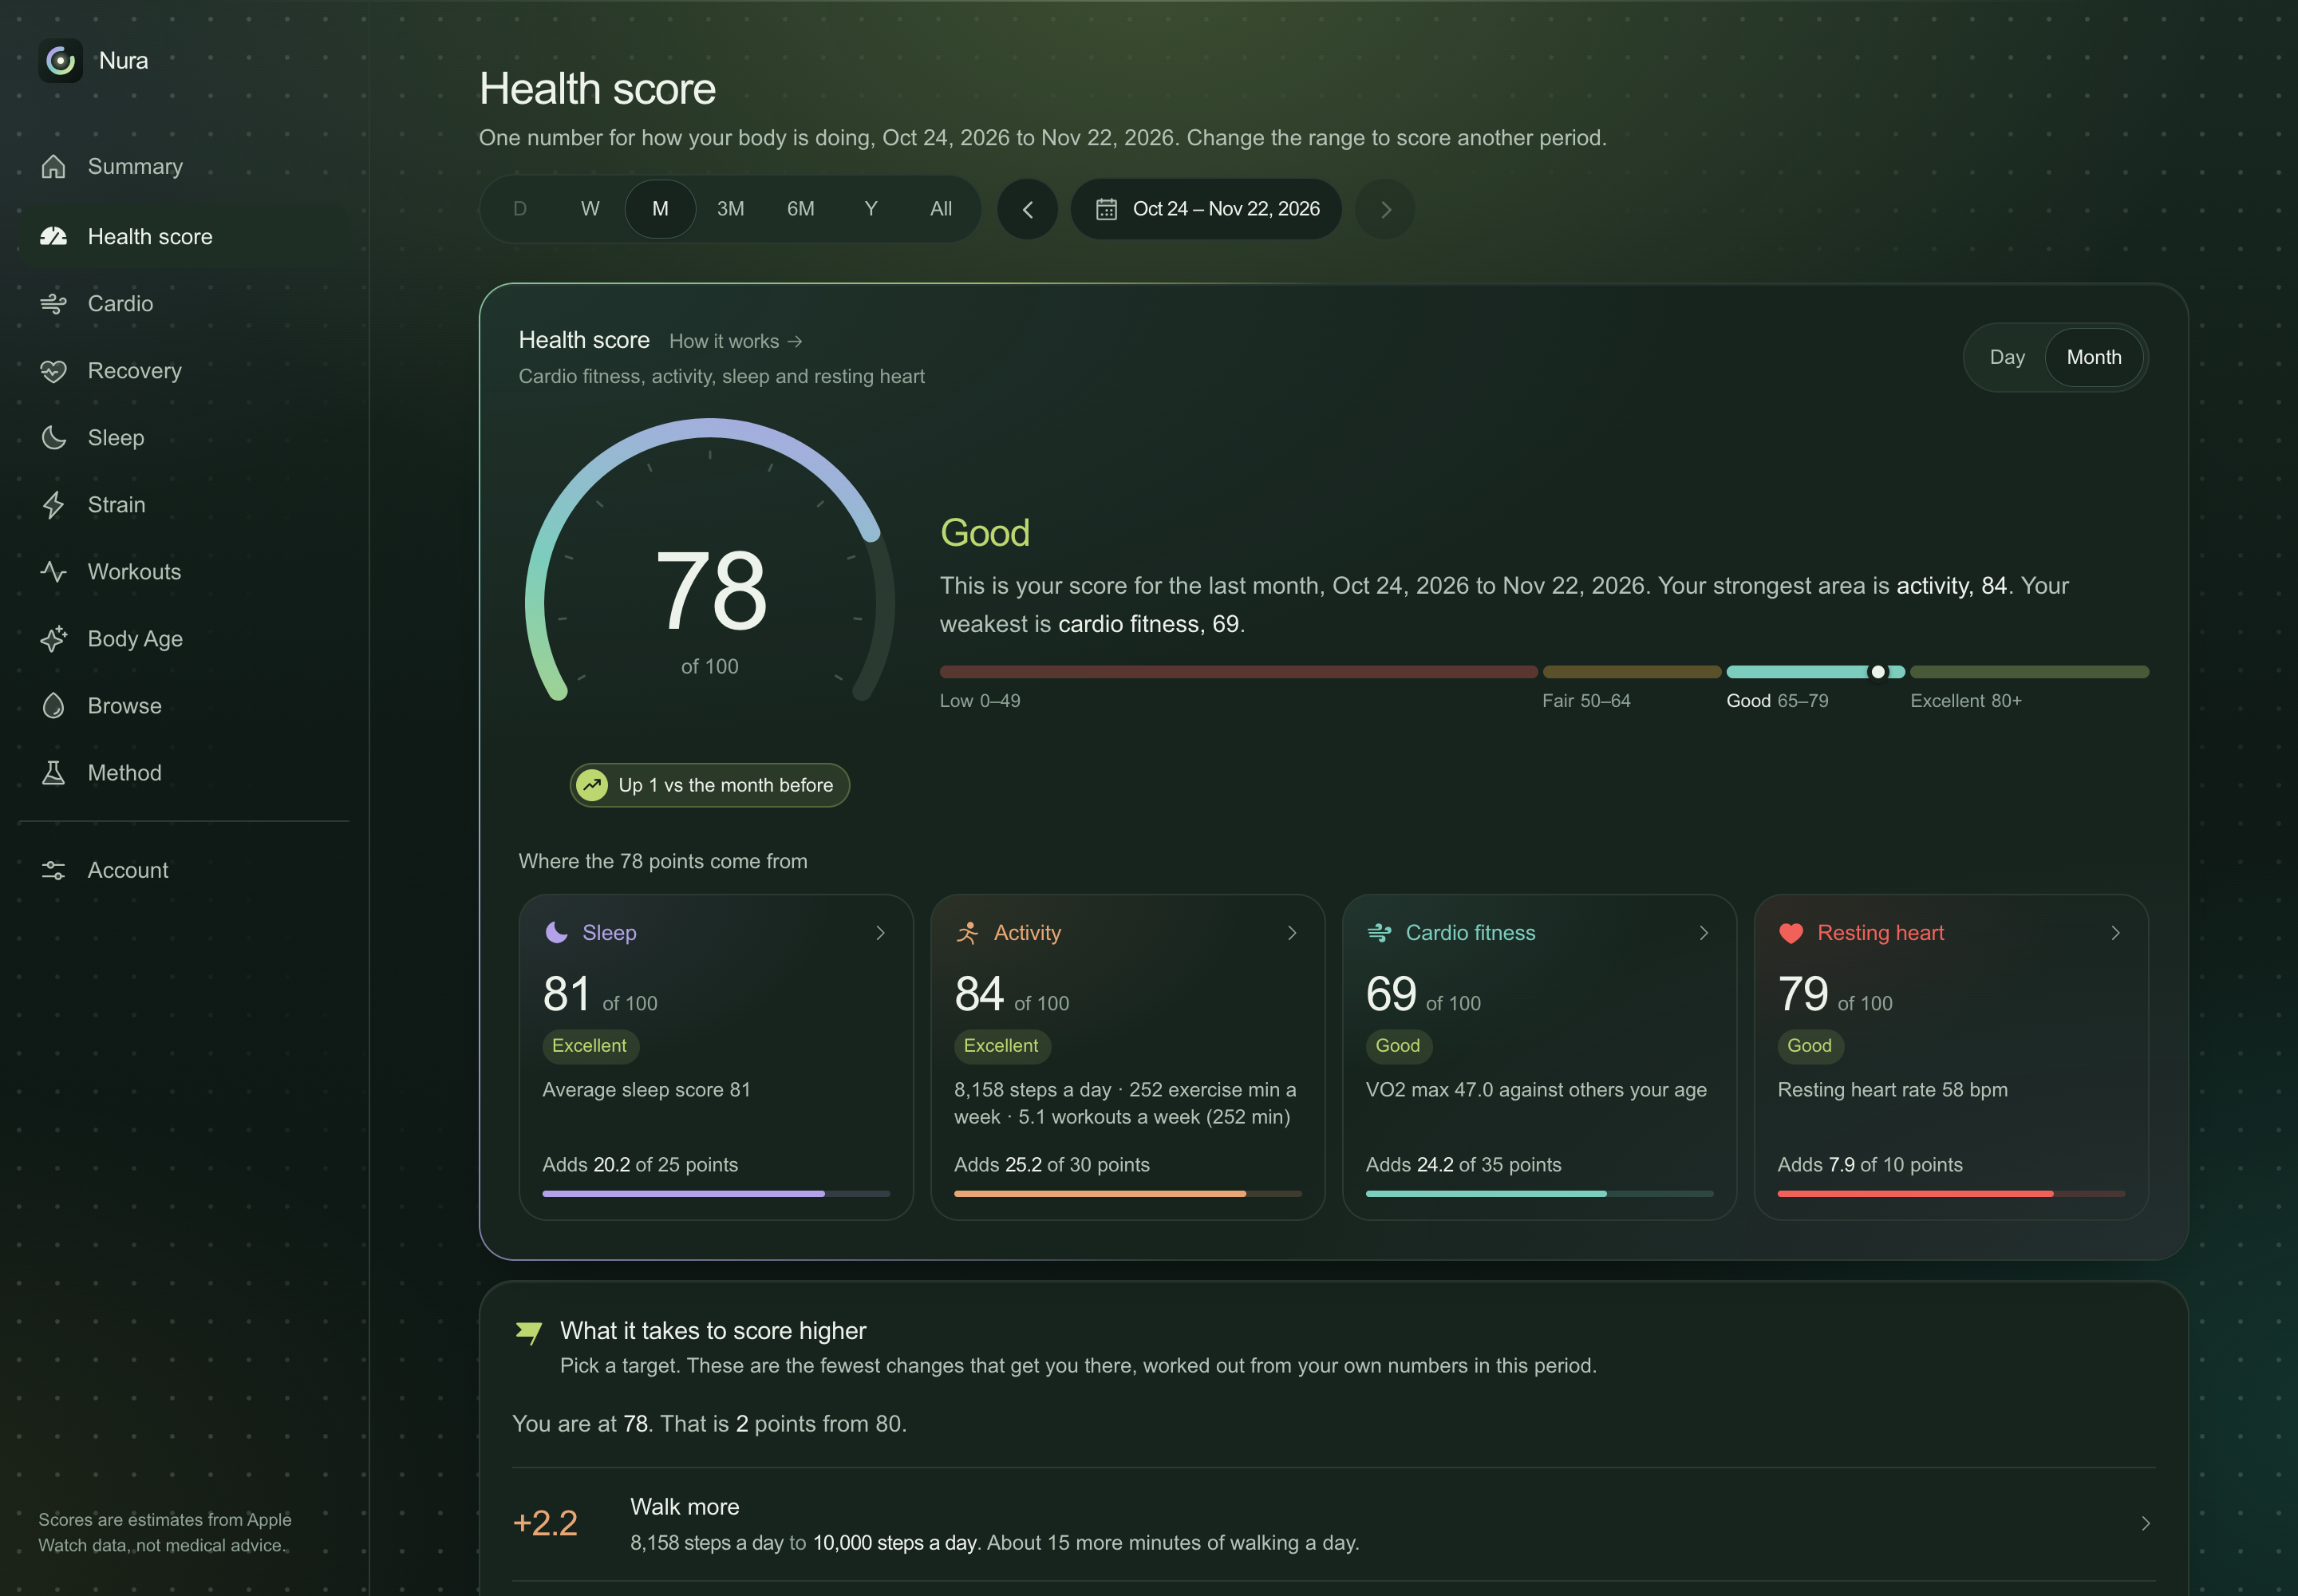 Nura
Summary
Health score
Cardio
Recovery
Sleep
Strain
Workouts
Body Age
Browse
Method
Account
Scores are estimates from Apple
Watch data, not medical advice.
Health score
One number for how your body is doing, Oct 24, 2026 to Nov 22, 2026. Change the range to score another period.
D W M 3M 6M Y All
Oct 24 – Nov 22, 2026
Health score How it works →
Cardio fitness, activity, sleep and resting heart
Day Month
78
of 100
Up 1 vs the month before
Good
This is your score for the last month, Oct 24, 2026 to Nov 22, 2026. Your strongest area is activity, 84. Your
weakest is cardio fitness, 69.
Low 0–49 Fair 50–64 Good 65–79 Excellent 80+
Where the 78 points come from
Sleep
81 of 100
Excellent
Average sleep score 81
Adds 20.2 of 25 points
Activity
84 of 100
Excellent
8,158 steps a day · 252 exercise min a
week · 5.1 workouts a week (252 min)
Adds 25.2 of 30 points
Cardio fitness
69 of 100
Good
VO2 max 47.0 against others your age
Adds 24.2 of 35 points
Resting heart
79 of 100
Good
Resting heart rate 58 bpm
Adds 7.9 of 10 points
What it takes to score higher
Pick a target. These are the fewest changes that get you there, worked out from your own numbers in this period.
You are at 78. That is 2 points from 80.
+2.2
Walk more
8,158 steps a day to 10,000 steps a day. About 15 more minutes of walking a day.